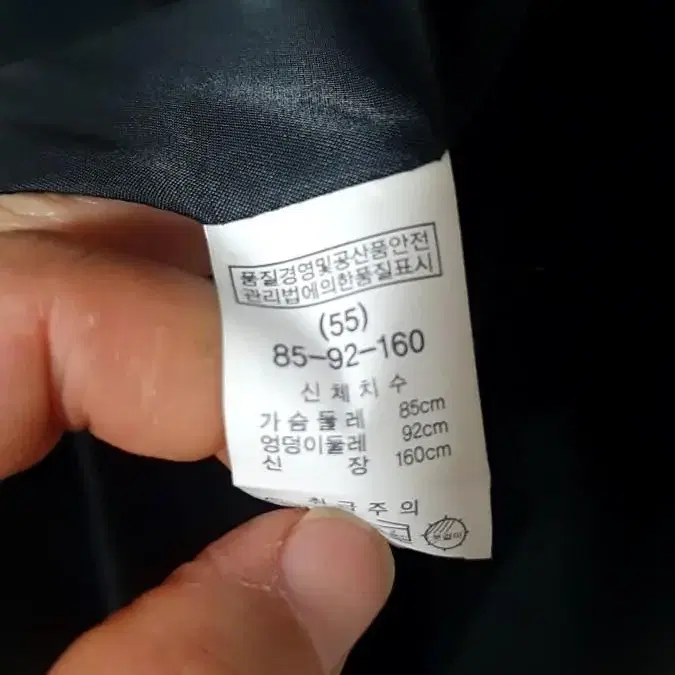 품질경영및공산품안전
관리법에의한품질표시
(55)
85-92-160
신체치수
가슴둘레 85cm
엉덩이둘레 92cm
신 장 160cm
주의